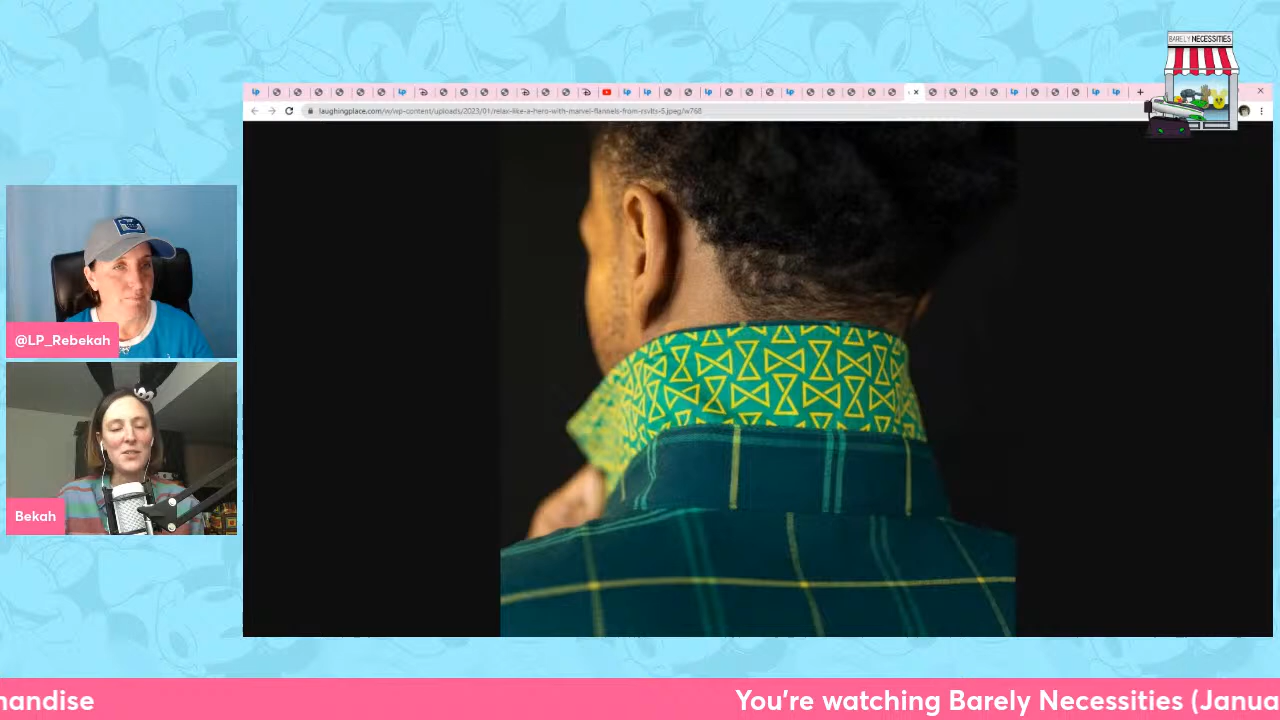 BARELY NECESSITIES
laughingplace.com/w/wp-content/uploads/2023/01/relax-like-a-hero-with-marvel-flannels-from-rsvlts-5.jpeg/w768
@LP_Rebekah
Bekah
handise
You're watching Barely Necessities (Janua